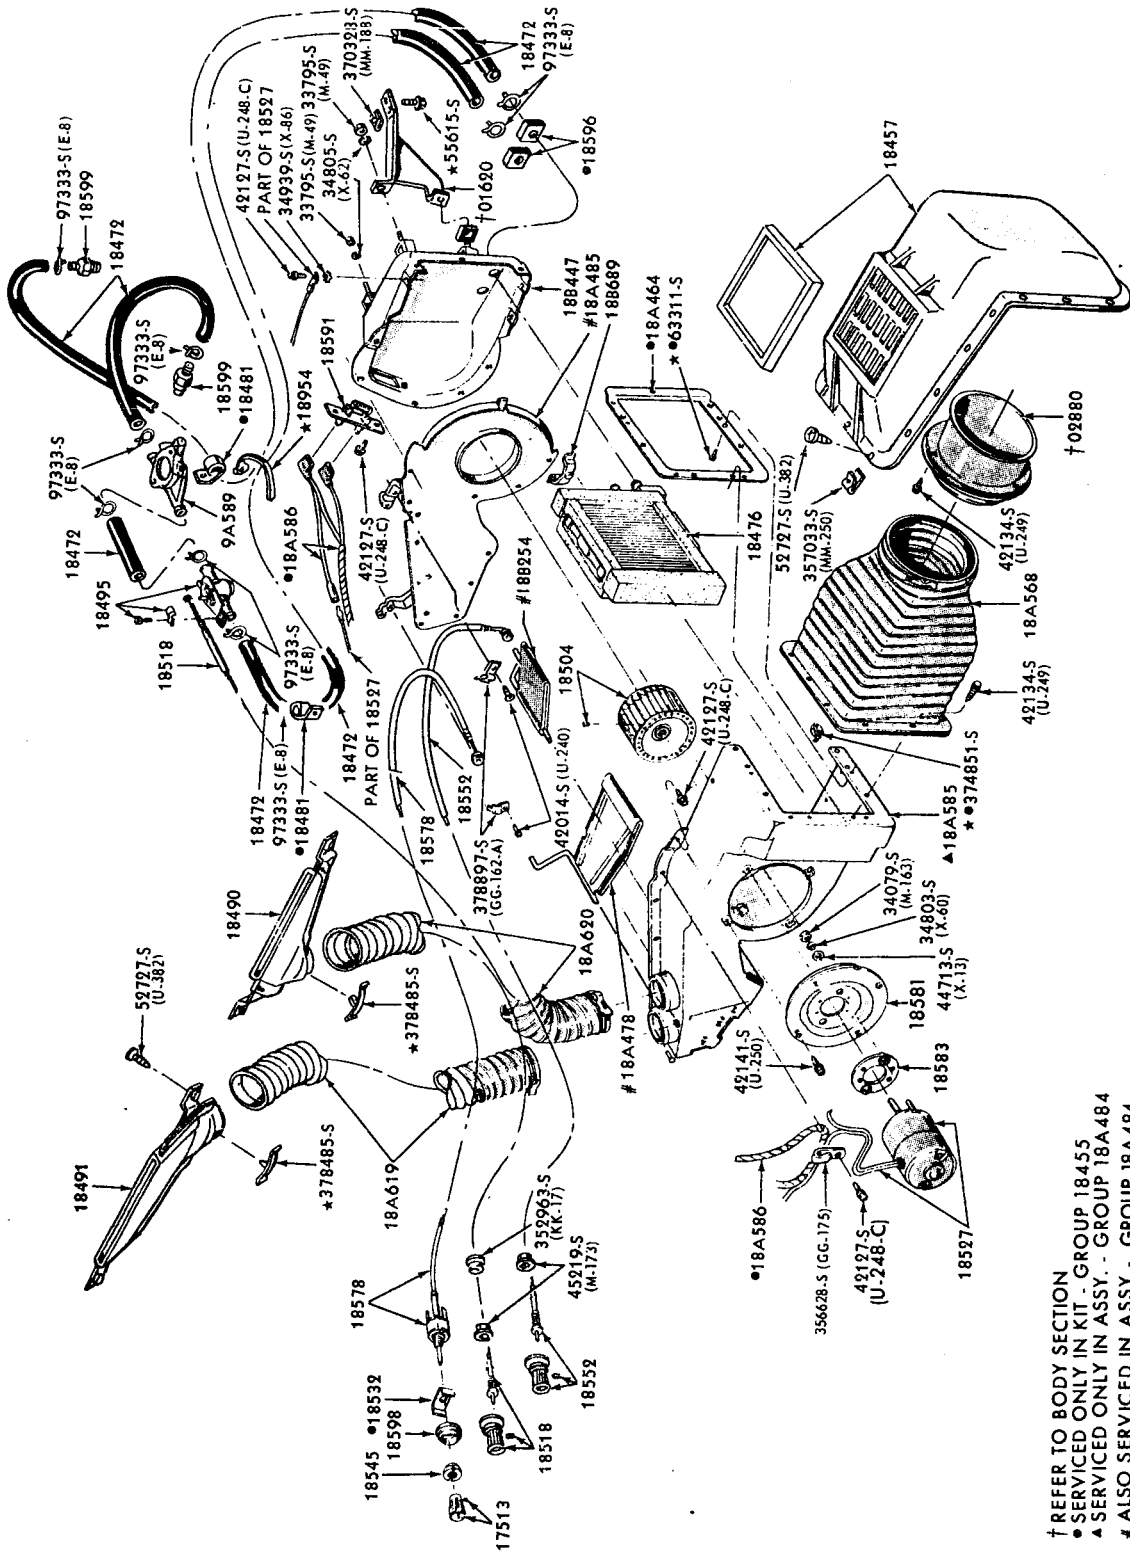 97333-S (E-8)
18599
18472
97333-S
(E-8)
18599
●18481
★18954
97333-S
(E-8)
9A589
18472
18495
18518
97333-S
(E-8)
18472
97333-S (E-8)
●18481
18472
PART OF 18527
18472
97333-S
(E-8)
370328-S
(MM-188)
33795-S
(M-49)
42127-S (U-248-C)
PART OF 18527
34939-S (X-86)
33795-S (M-49)
34805-S
(X-62)
★55615-S
●18596
†01620
18591
●18A586
42127-S
(U-248-C)
18B447
#18A485
18B689
●18A464
★●63311-S
18457
18476
52727-S (U-382)
357033-S
(MM-250)
†02880
42134-S
(U-249)
18A568
42134-S
(U-249)
★●374851-S
▲18A585
#18B254
18504
42127-S
(U-248-C)
18578
18552
42014-S (U-240)
378897-S
(GG-162-A)
18490
52727-S
(U-382)
★378485-S
18A620
#18A478
18491
★378485-S
18A619
34079-S
(M-163)
34803-S
(X-60)
44713-S
(X-13)
18581
18583
42141-S
(U-250)
●18A586
356628-S (GG-175)
42127-S
(U-248-C)
18527
18578
352963-S
(KK-17)
45219-S
(M-173)
18552
18518
●18532
18598
18545
17513
† REFER TO BODY SECTION
● SERVICED ONLY IN KIT - GROUP 18455
▲ SERVICED ONLY IN ASSY. - GROUP 18A484
# ALSO SERVICED IN ASSY. - GROUP 18A484